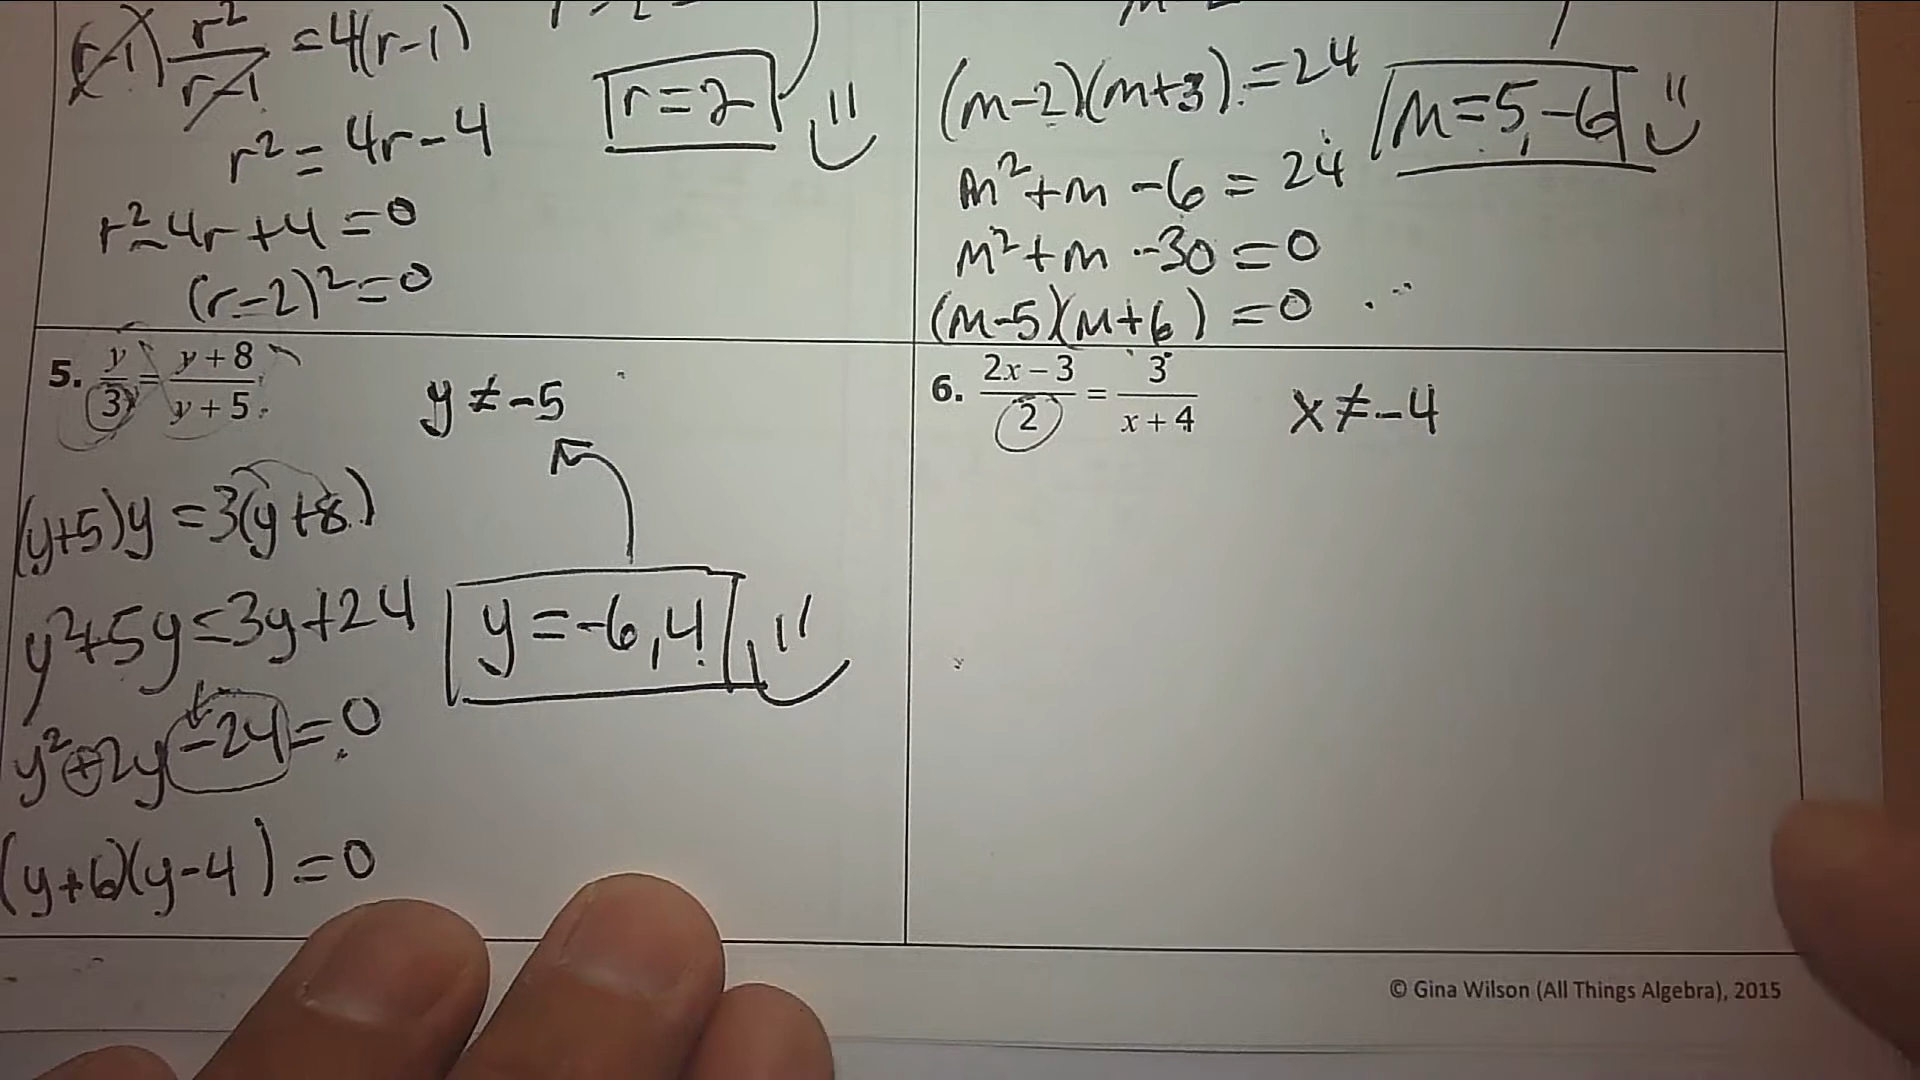 (r-1) r²/r-1 = 4(r-1)
r² = 4r - 4
r² - 4r + 4 = 0
(r-2)² = 0
r = 2
(m-2)(m+3) = 24
m² + m - 6 = 24
m² + m - 30 = 0
(m-5)(m+6) = 0
m = 5, -6
5. y/3 = y + 8/y + 5
y ≠ -5
(y+5)y = 3(y+8)
y² + 5y = 3y + 24
y² + 2y - 24 = 0
(y+6)(y-4) = 0
y = -6, 4
6. 2x - 3/2 = 3/x + 4
x ≠ -4
© Gina Wilson (All Things Algebra), 2015